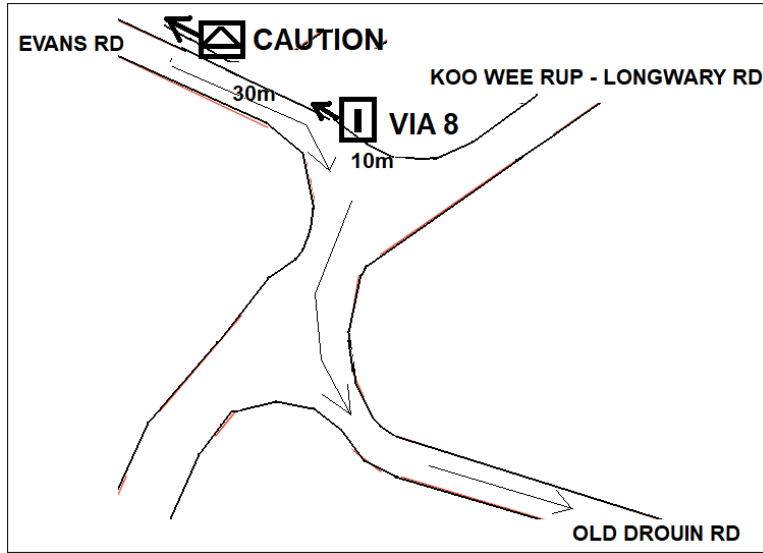 EVANS RD
CAUTION
KOO WEE RUP - LONGWARY RD
30m
I VIA 8
10m
OLD DROUIN RD